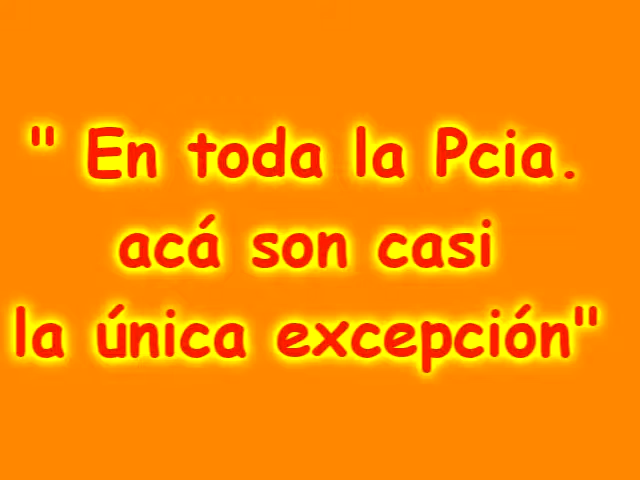 " En toda la Pcia.
acá son casi
la única excepción"